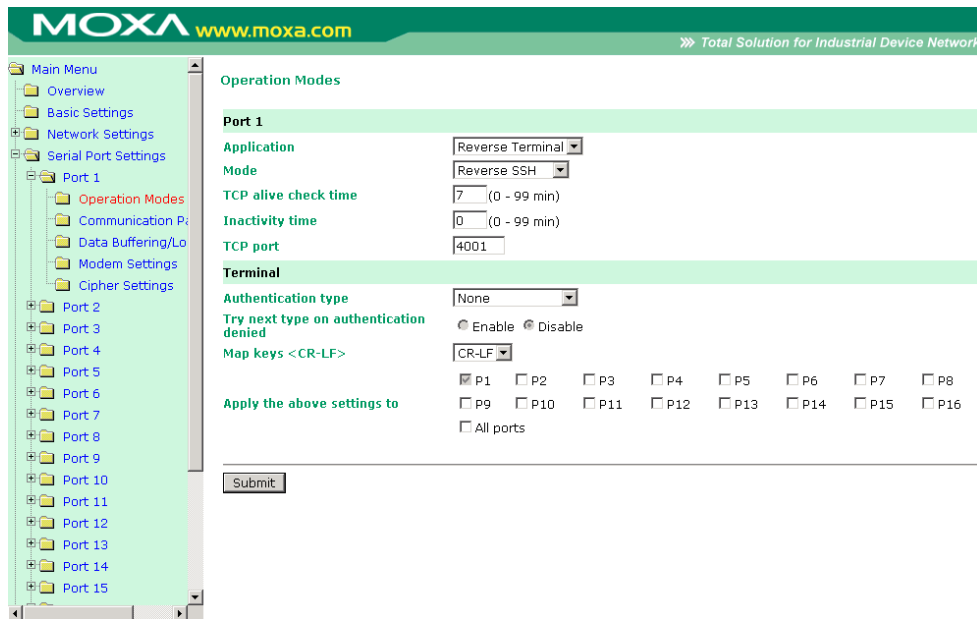 MOXA www.moxa.com
Total Solution for Industrial Device Network
Main Menu
Overview
Basic Settings
Network Settings
Serial Port Settings
Port 1
Operation Modes
Communication Pa
Data Buffering/Lo
Modem Settings
Cipher Settings
Port 2
Port 3
Port 4
Port 5
Port 6
Port 7
Port 8
Port 9
Port 10
Port 11
Port 12
Port 13
Port 14
Port 15
Operation Modes
Port 1
Application Reverse Terminal
Mode Reverse SSH
TCP alive check time 7 (0 - 99 min)
Inactivity time 0 (0 - 99 min)
TCP port 4001
Terminal
Authentication type None
Try next type on authentication
denied Enable Disable
Map keys <CR-LF> CR-LF
Apply the above settings to
P1 P2 P3 P4 P5 P6 P7 P8
P9 P10 P11 P12 P13 P14 P15 P16
All ports
Submit